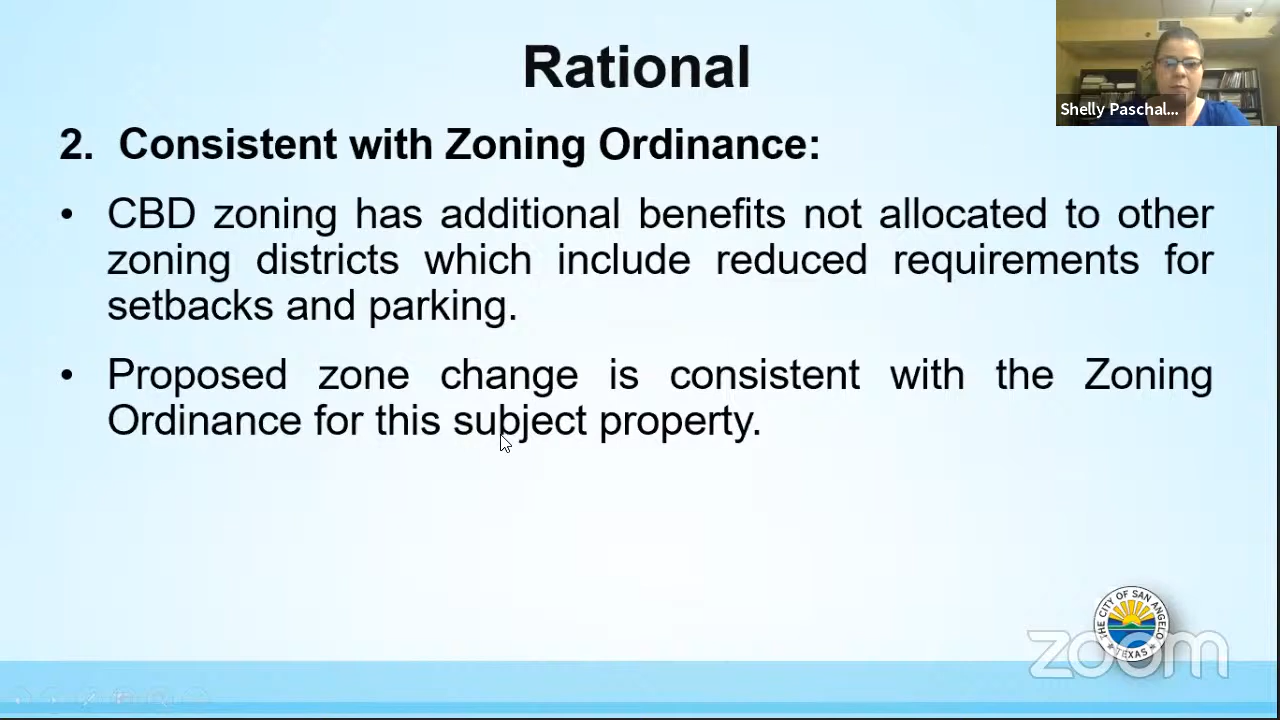 Rational
Shelly Paschal...
2. Consistent with Zoning Ordinance:
• CBD zoning has additional benefits not allocated to other
zoning districts which include reduced requirements for
setbacks and parking.
• Proposed zone change is consistent with the Zoning
Ordinance for this subject property.
THE CITY OF SAN ANGELO
TEXAS
zoom